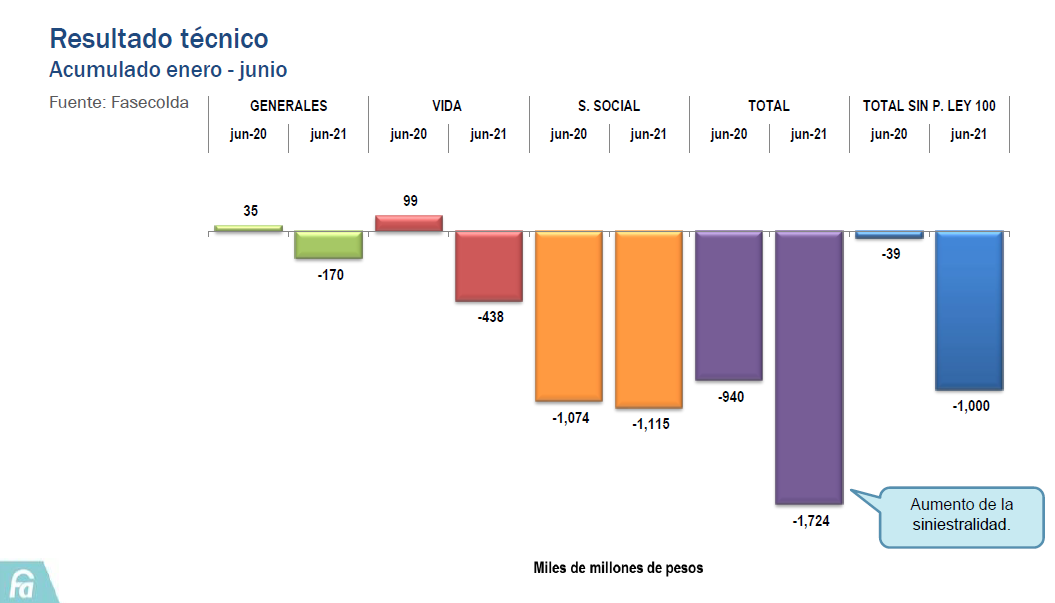 Resultado técnico
Acumulado enero - junio
Fuente: Fasecolda
GENERALES VIDA S. SOCIAL TOTAL TOTAL SIN P. LEY 100
jun-20 jun-21 jun-20 jun-21 jun-20 jun-21 jun-20 jun-21 jun-20 jun-21
35
-170
99
-438
-1,074
-1,115
-940
-1,724
-39
-1,000
Aumento de la
siniestralidad.
Miles de millones de pesos
fa